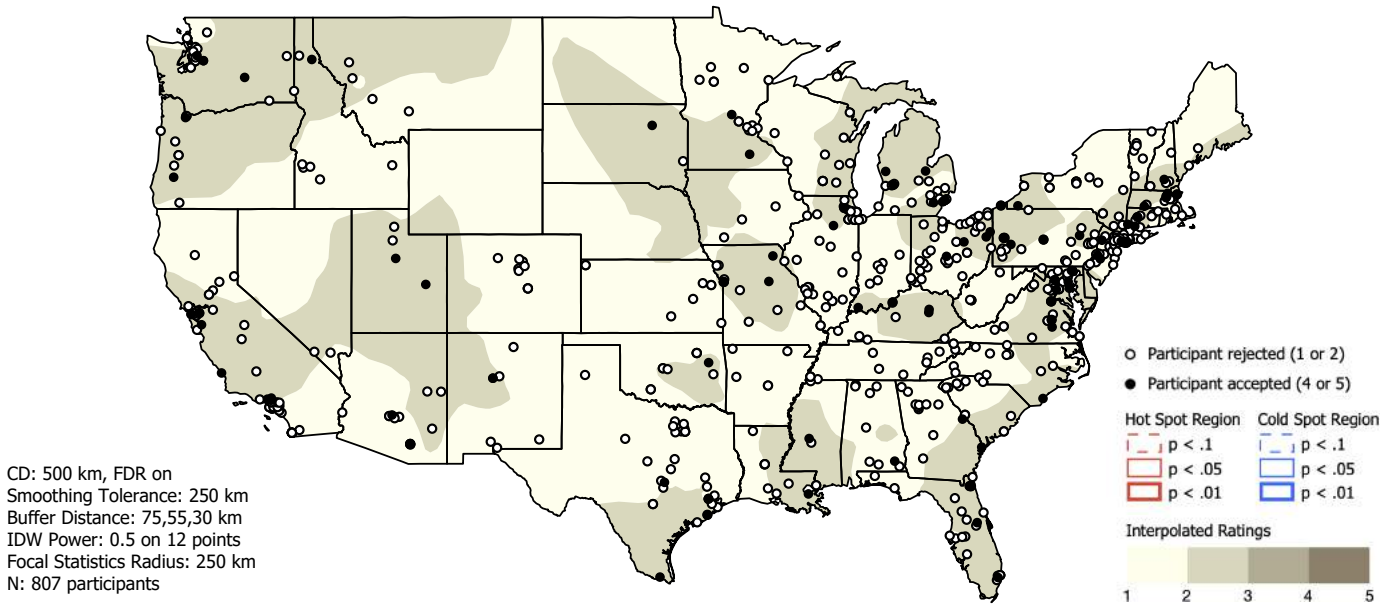 CD: 500 km, FDR on
Smoothing Tolerance: 250 km
Buffer Distance: 75,55,30 km
IDW Power: 0.5 on 12 points
Focal Statistics Radius: 250 km
N: 807 participants
Participant rejected (1 or 2)
Participant accepted (4 or 5)
Hot Spot Region Cold Spot Region
p < .1 p < .1
p < .05 p < .05
p < .01 p < .01
Interpolated Ratings
1 2 3 4 5